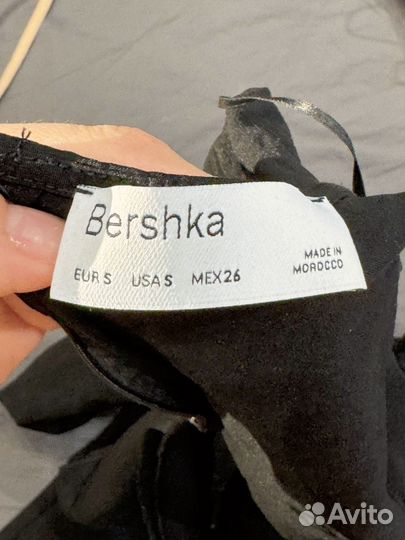 Bershka
EUR S USA S MEX 26
MADE IN
MOROCCO
Avito